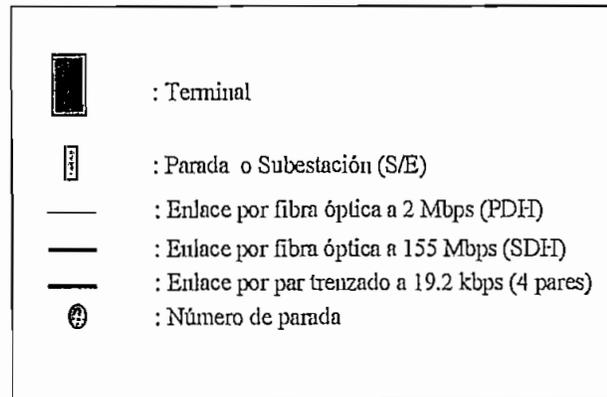 : Terminal
: Parada o Subestación (S/E)
: Enlace por fibra óptica a 2 Mbps (PDH)
: Enlace por fibra óptica a 155 Mbps (SDH)
: Enlace por par trenzado a 19.2 kbps (4 pares)
: Número de parada